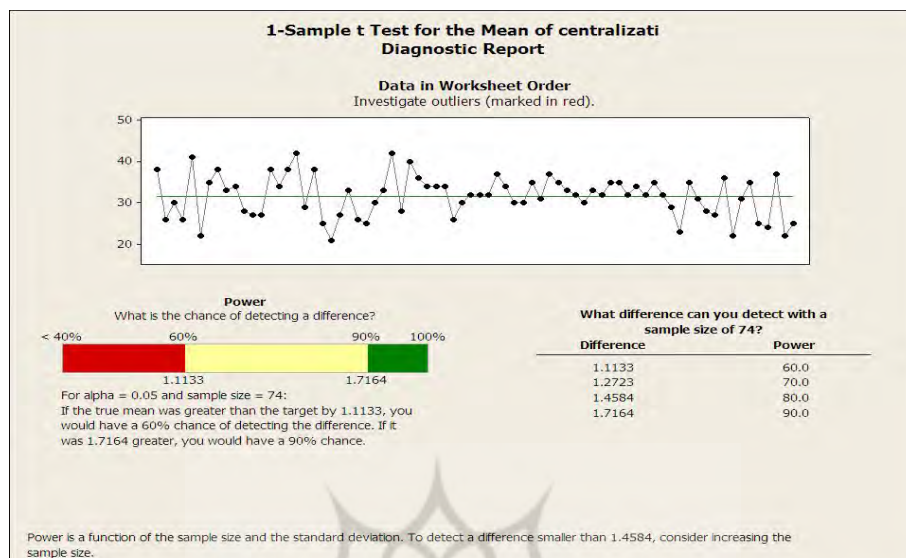 1-Sample t Test for the Mean of centralizati
Diagnostic Report
Data in Worksheet Order
Investigate outliers (marked in red).
50
40
30
20
Power
What is the chance of detecting a difference?
< 40% 60% 90% 100%
1.1133 1.7164
For alpha = 0.05 and sample size = 74:
If the true mean was greater than the target by 1.1133, you
would have a 60% chance of detecting the difference. If it
was 1.7164 greater, you would have a 90% chance.
What difference can you detect with a
sample size of 74?
Difference Power
1.1133 60.0
1.2723 70.0
1.4584 80.0
1.7164 90.0
Power is a function of the sample size and the standard deviation. To detect a difference smaller than 1.4584, consider increasing the
sample size.